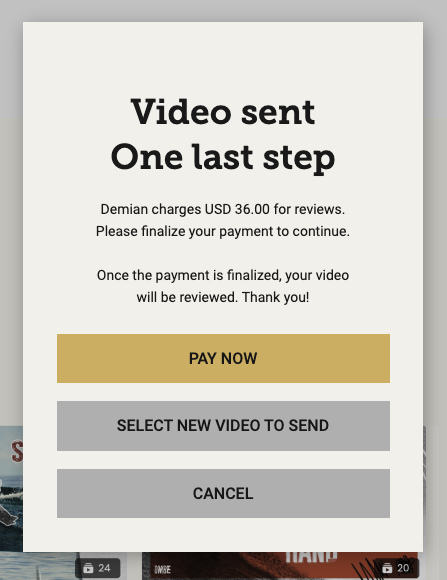 Video sent
One last step
Demian charges USD 36.00 for reviews.
Please finalize your payment to continue.
Once the payment is finalized, your video
will be reviewed. Thank you!
PAY NOW
SELECT NEW VIDEO TO SEND
CANCEL
S
24
20